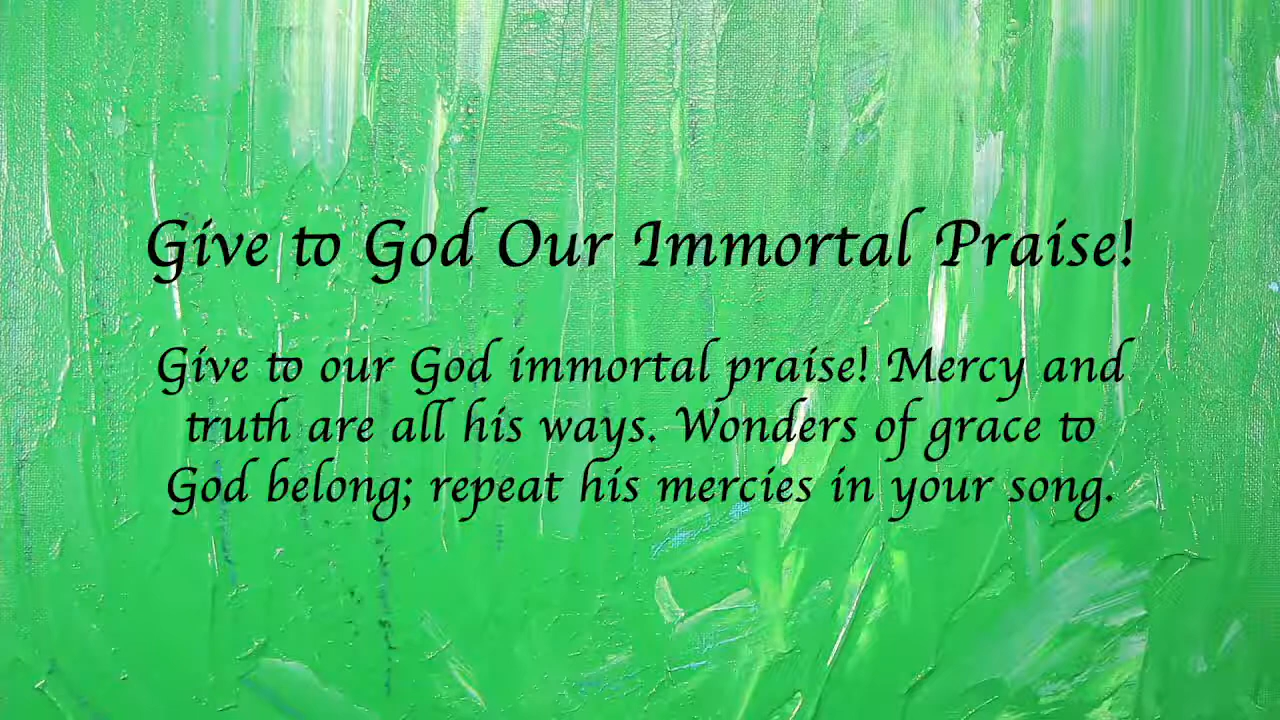 Give to God Our Immortal Praise!
Give to our God immortal praise! Mercy and
truth are all his ways. Wonders of grace to
God belong; repeat his mercies in your song.